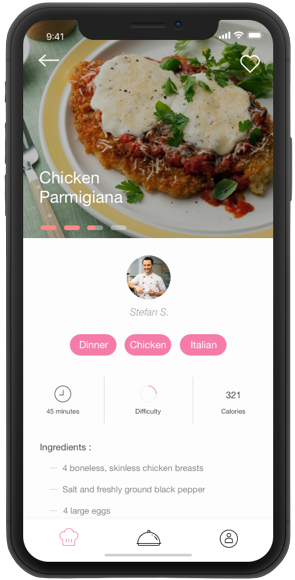 9:41
Chicken
Parmigiana
Stefan S.
Dinner Chicken Italian
321
45 minutes Difficulty Calories
Ingredients :
— 4 boneless, skinless chicken breasts
— Salt and freshly ground black pepper
— 4 large eggs